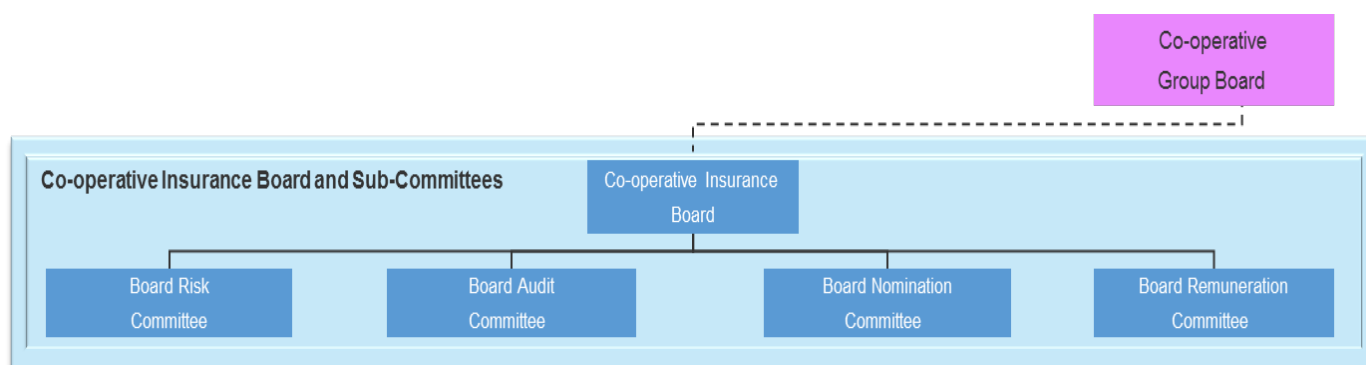 Co-operative
Group Board
Co-operative Insurance Board and Sub-Committees
Co-operative Insurance
Board
Board Risk
Committee
Board Audit
Committee
Board Nomination
Committee
Board Remuneration
Committee